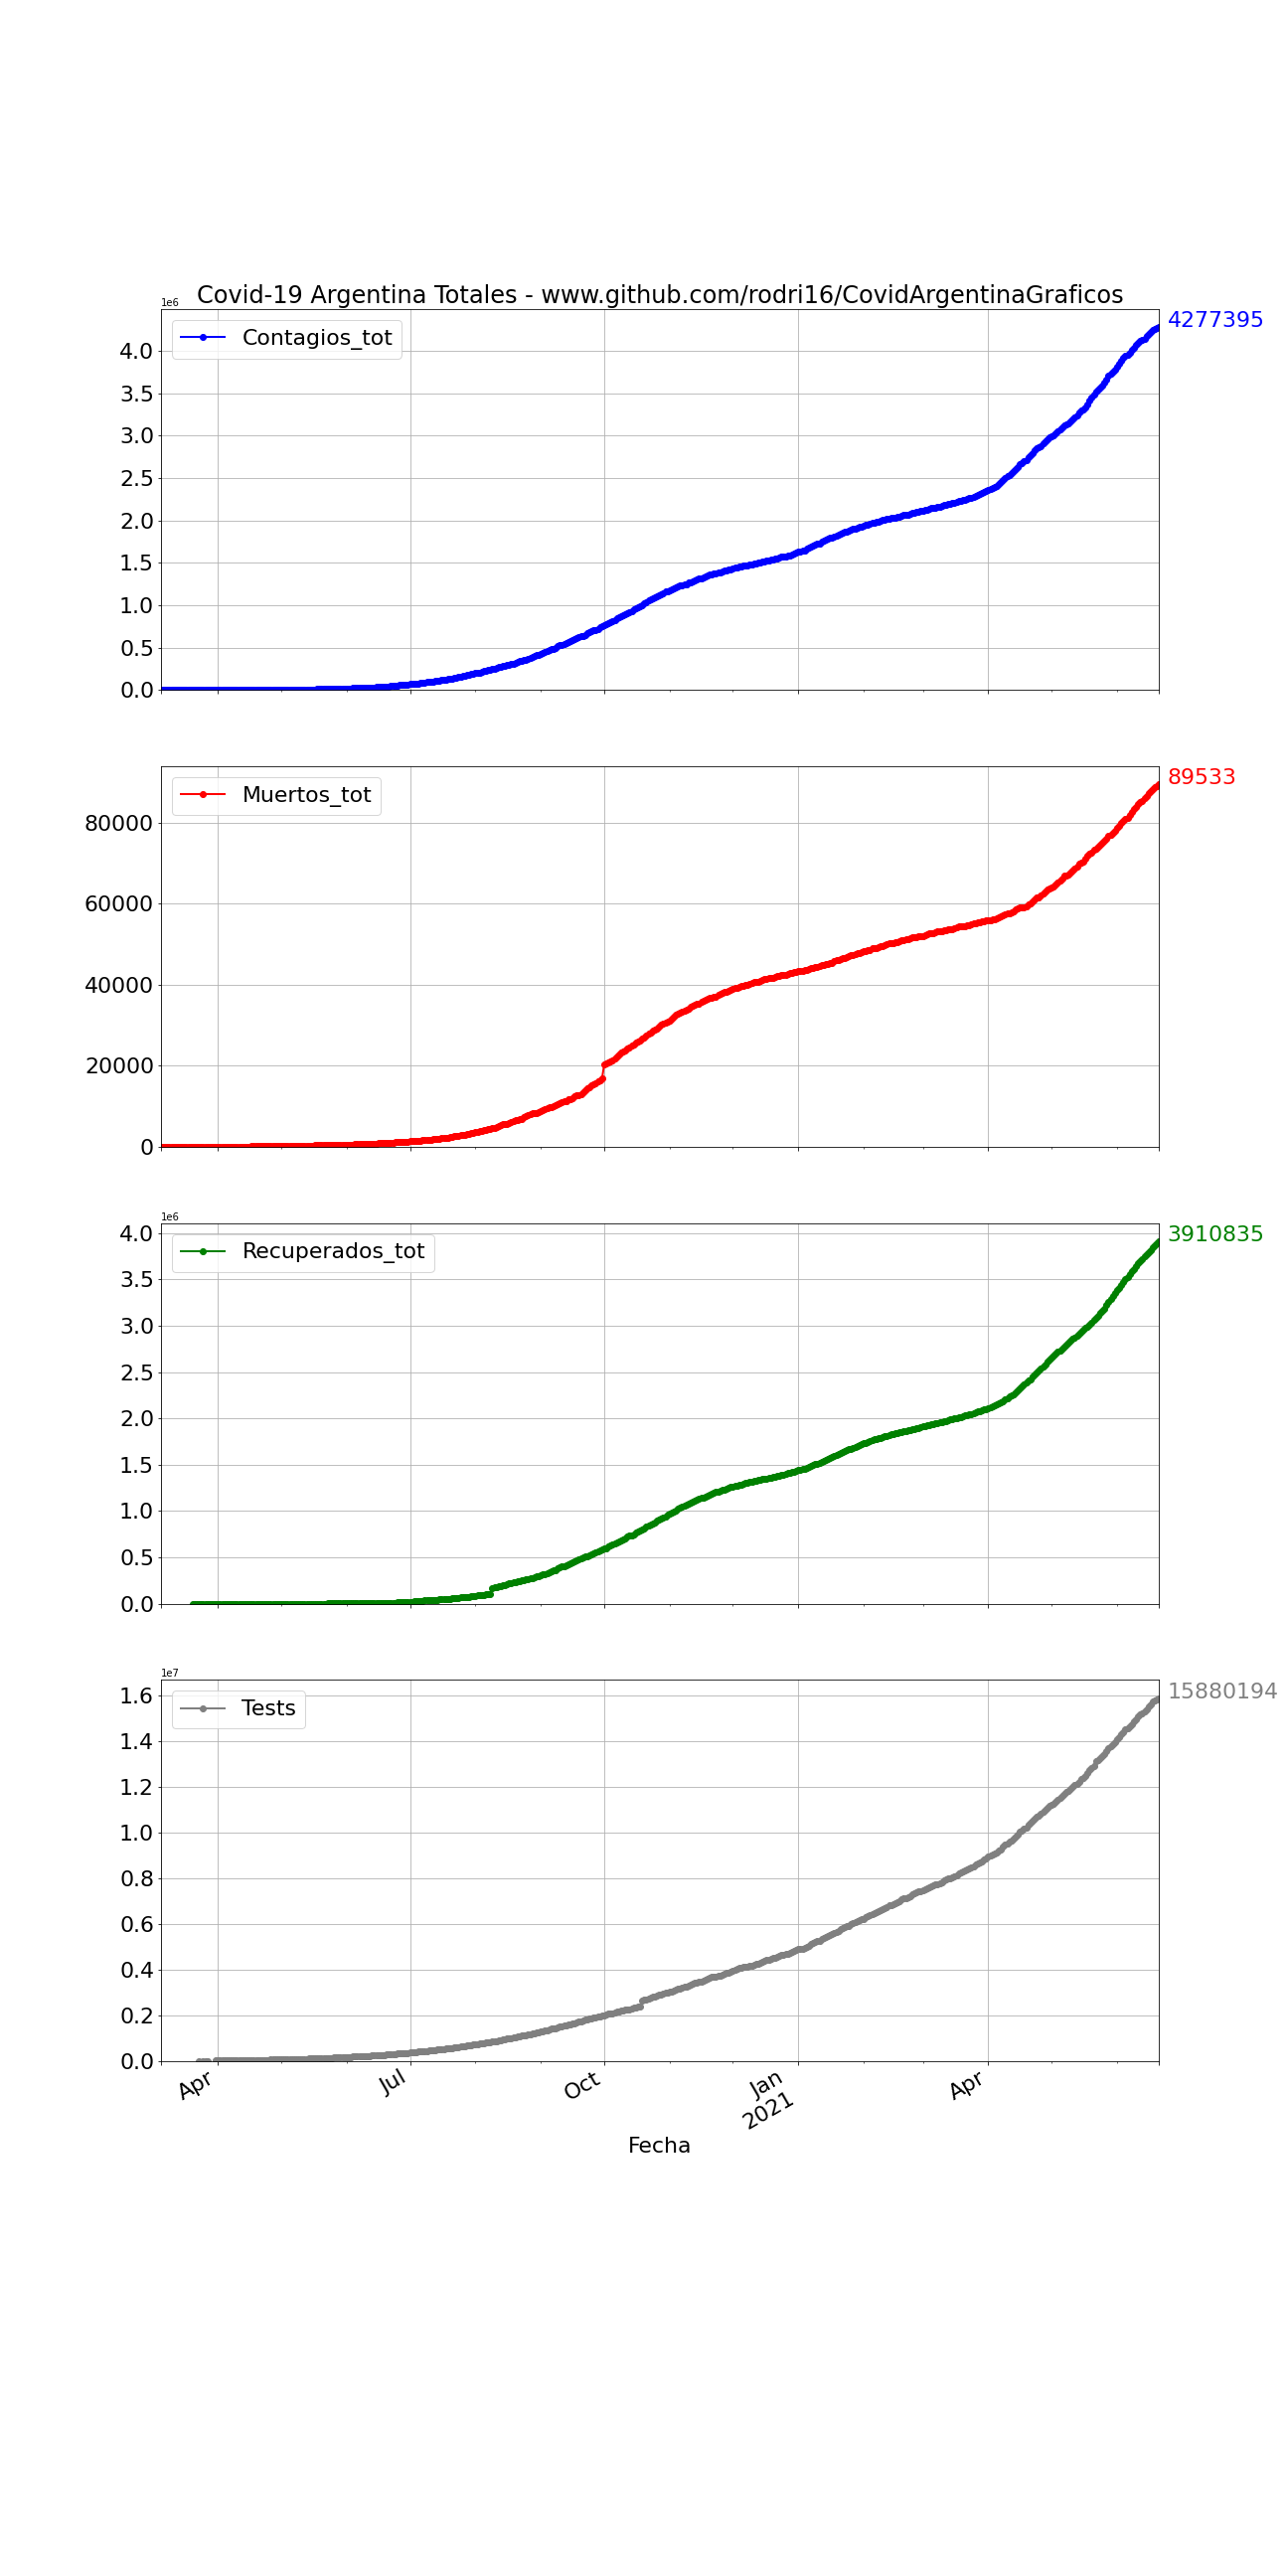 Covid-19 Argentina Totales - www.github.com/rodri16/CovidArgentinaGraficos
1e6
4277395
Contagios_tot
4.0
3.5
3.0
2.5
2.0
1.5
1.0
0.5
0.0
89533
Muertos_tot
80000
60000
40000
20000
0
1e6
4.0
3910835
Recuperados_tot
3.5
3.0
2.5
2.0
1.5
1.0
0.5
0.0
1e7
15880194
1.6
Tests
1.4
1.2
1.0
0.8
0.6
0.4
0.2
0.0
Apr
Jul
Oct
Jan
2021
Apr
Fecha